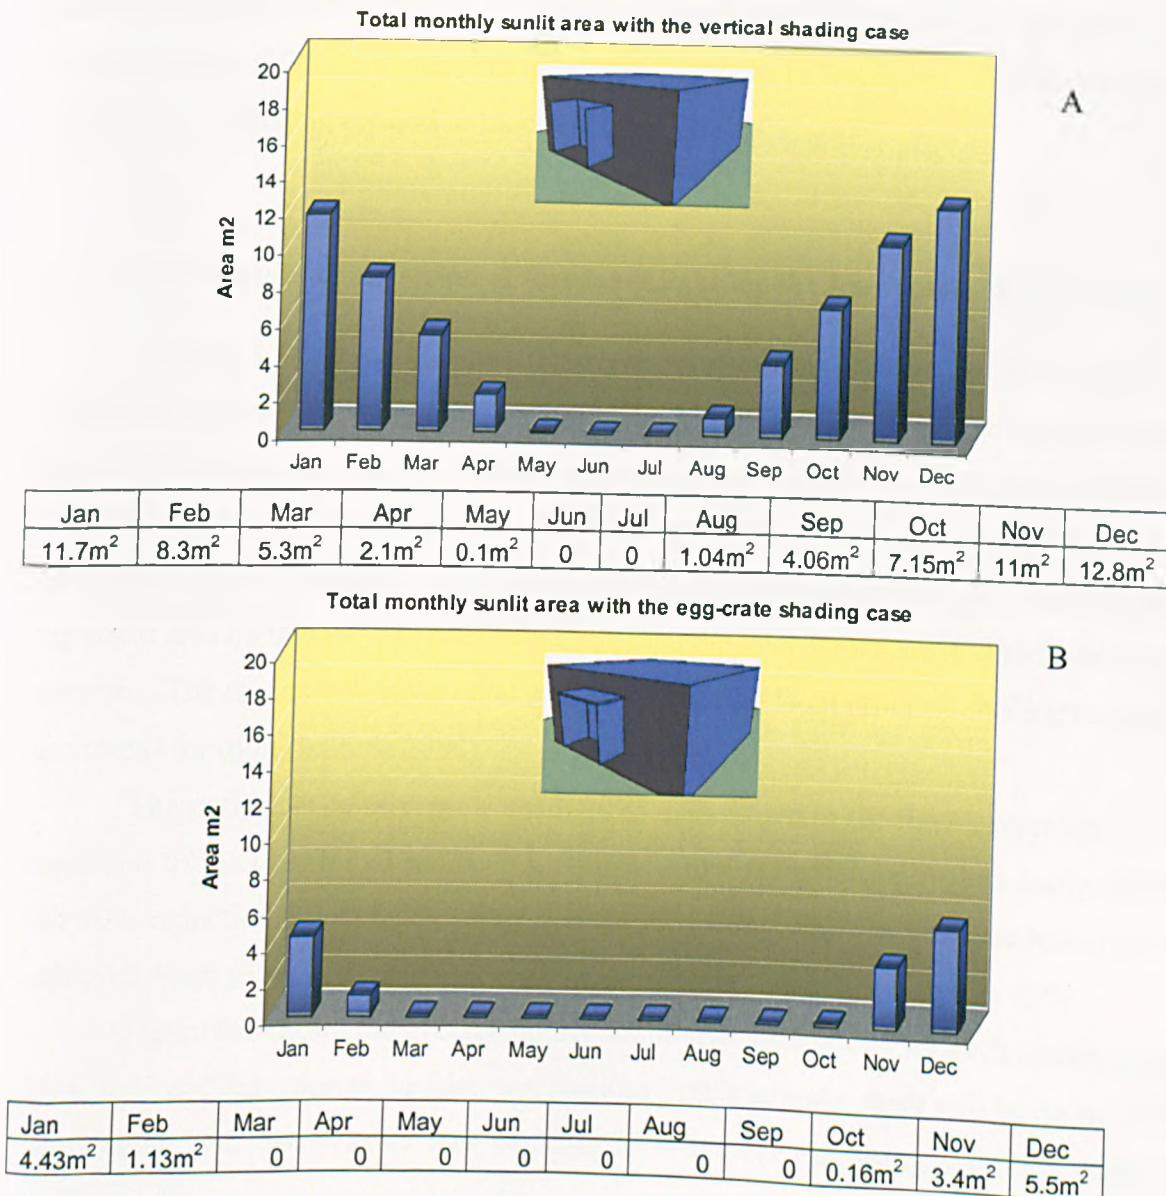 Total monthly sunlit area with the vertical shading case
A
20
18
16
14
12
10
8
6
4
2
0
Area m2
Jan Feb Mar Apr May Jun Jul Aug Sep Oct Nov Dec
Jan Feb Mar Apr May Jun Jul Aug Sep Oct Nov Dec
11.7m² 8.3m² 5.3m² 2.1m² 0.1m² 0 0 1.04m² 4.06m² 7.15m² 11m² 12.8m²
Total monthly sunlit area with the egg-crate shading case
B
20
18
16
14
12
10
8
6
4
2
0
Area m2
Jan Feb Mar Apr May Jun Jul Aug Sep Oct Nov Dec
Jan Feb Mar Apr May Jun Jul Aug Sep Oct Nov Dec
4.43m² 1.13m² 0 0 0 0 0 0 0 0.16m² 3.4m² 5.5m²